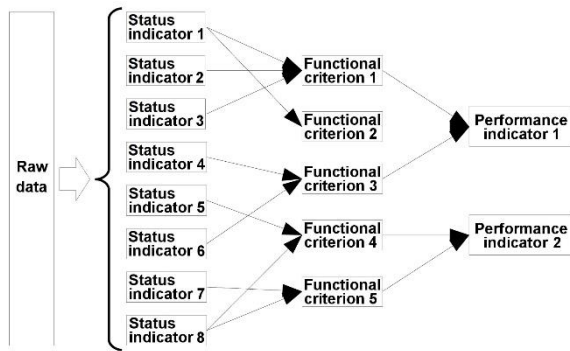 Raw
data
Status
indicator 1
Status
indicator 2
Status
indicator 3
Status
indicator 4
Status
indicator 5
Status
indicator 6
Status
indicator 7
Status
indicator 8
Functional
criterion 1
Functional
criterion 2
Functional
criterion 3
Functional
criterion 4
Functional
criterion 5
Performance
indicator 1
Performance
indicator 2